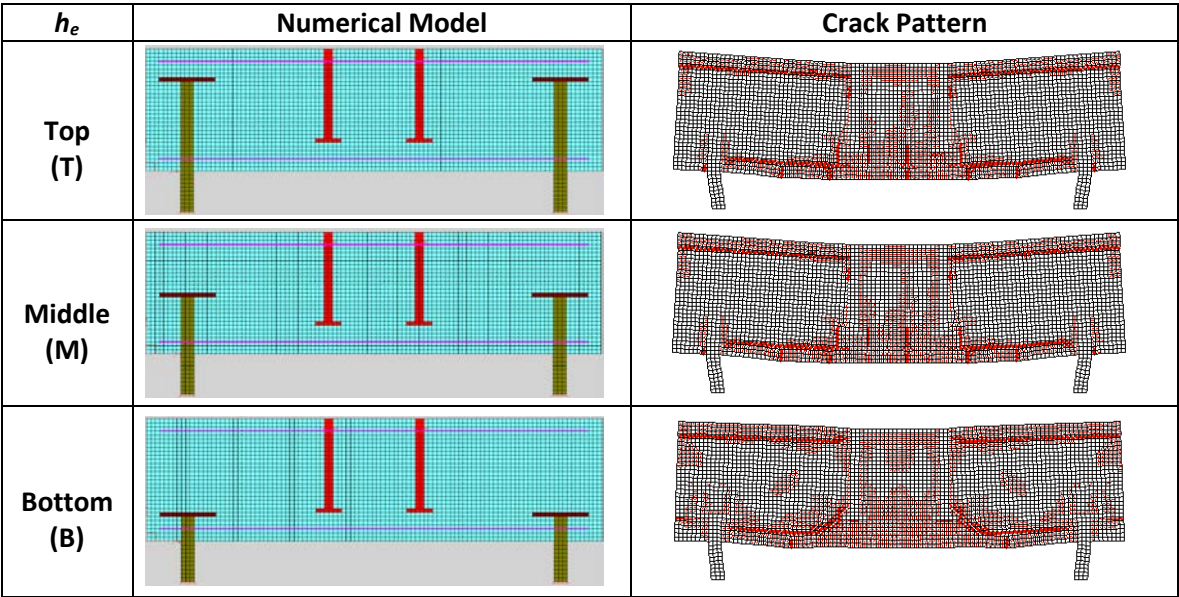 hₑ Numerical Model Crack Pattern
Top
(T)
Middle
(M)
Bottom
(B)